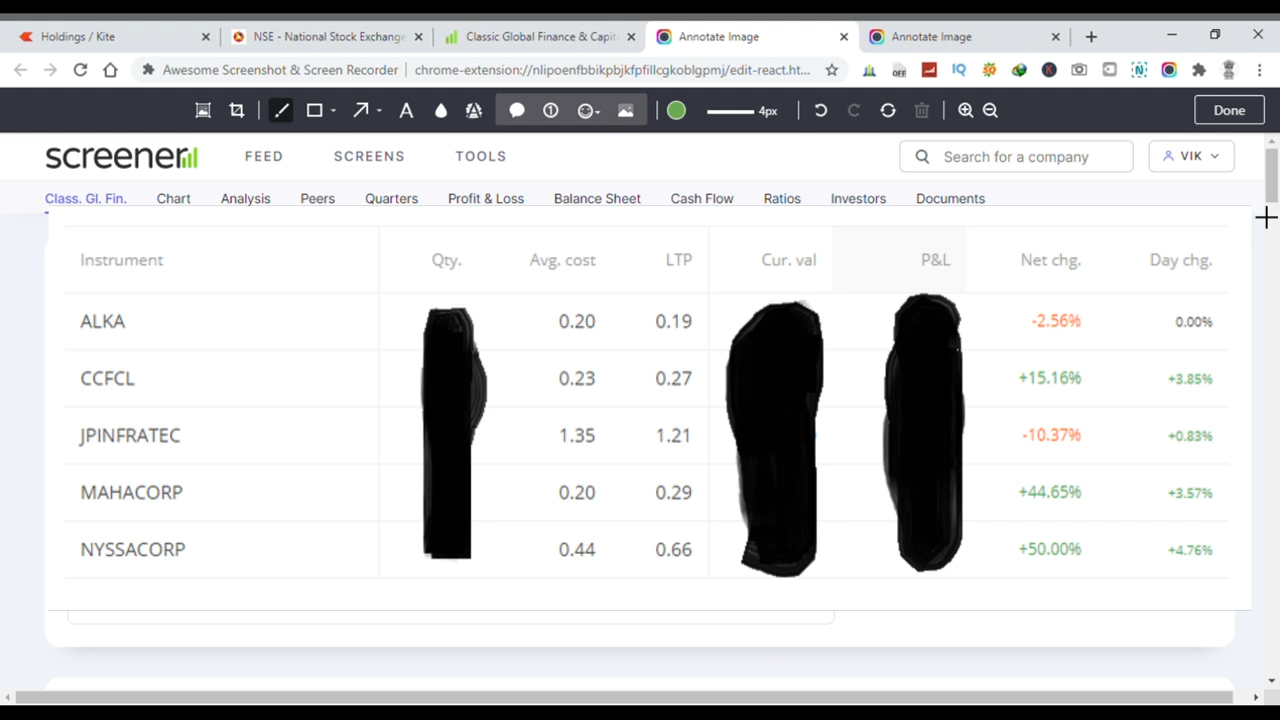 Holdings / Kite NSE - National Stock Exchange Classic Global Finance & Capit Annotate Image Annotate Image
Awesome Screenshot & Screen Recorder chrome-extension://nlipoenfbbikpbjkfpfillcgkoblgpmj/edit-react.ht... OFF IQ
A 1 4px Done
screener FEED SCREENS TOOLS Search for a company VIK
Class. Gl. Fin. Chart Analysis Peers Quarters Profit & Loss Balance Sheet Cash Flow Ratios Investors Documents
Instrument Qty. Avg. cost LTP Cur. val P&L Net chg. Day chg.
ALKA 0.20 0.19 -2.56% 0.00%
CCFCL 0.23 0.27 +15.16% +3.85%
JPINFRATEC 1.35 1.21 -10.37% +0.83%
MAHACORP 0.20 0.29 +44.65% +3.57%
NYSSACORP 0.44 0.66 +50.00% +4.76%